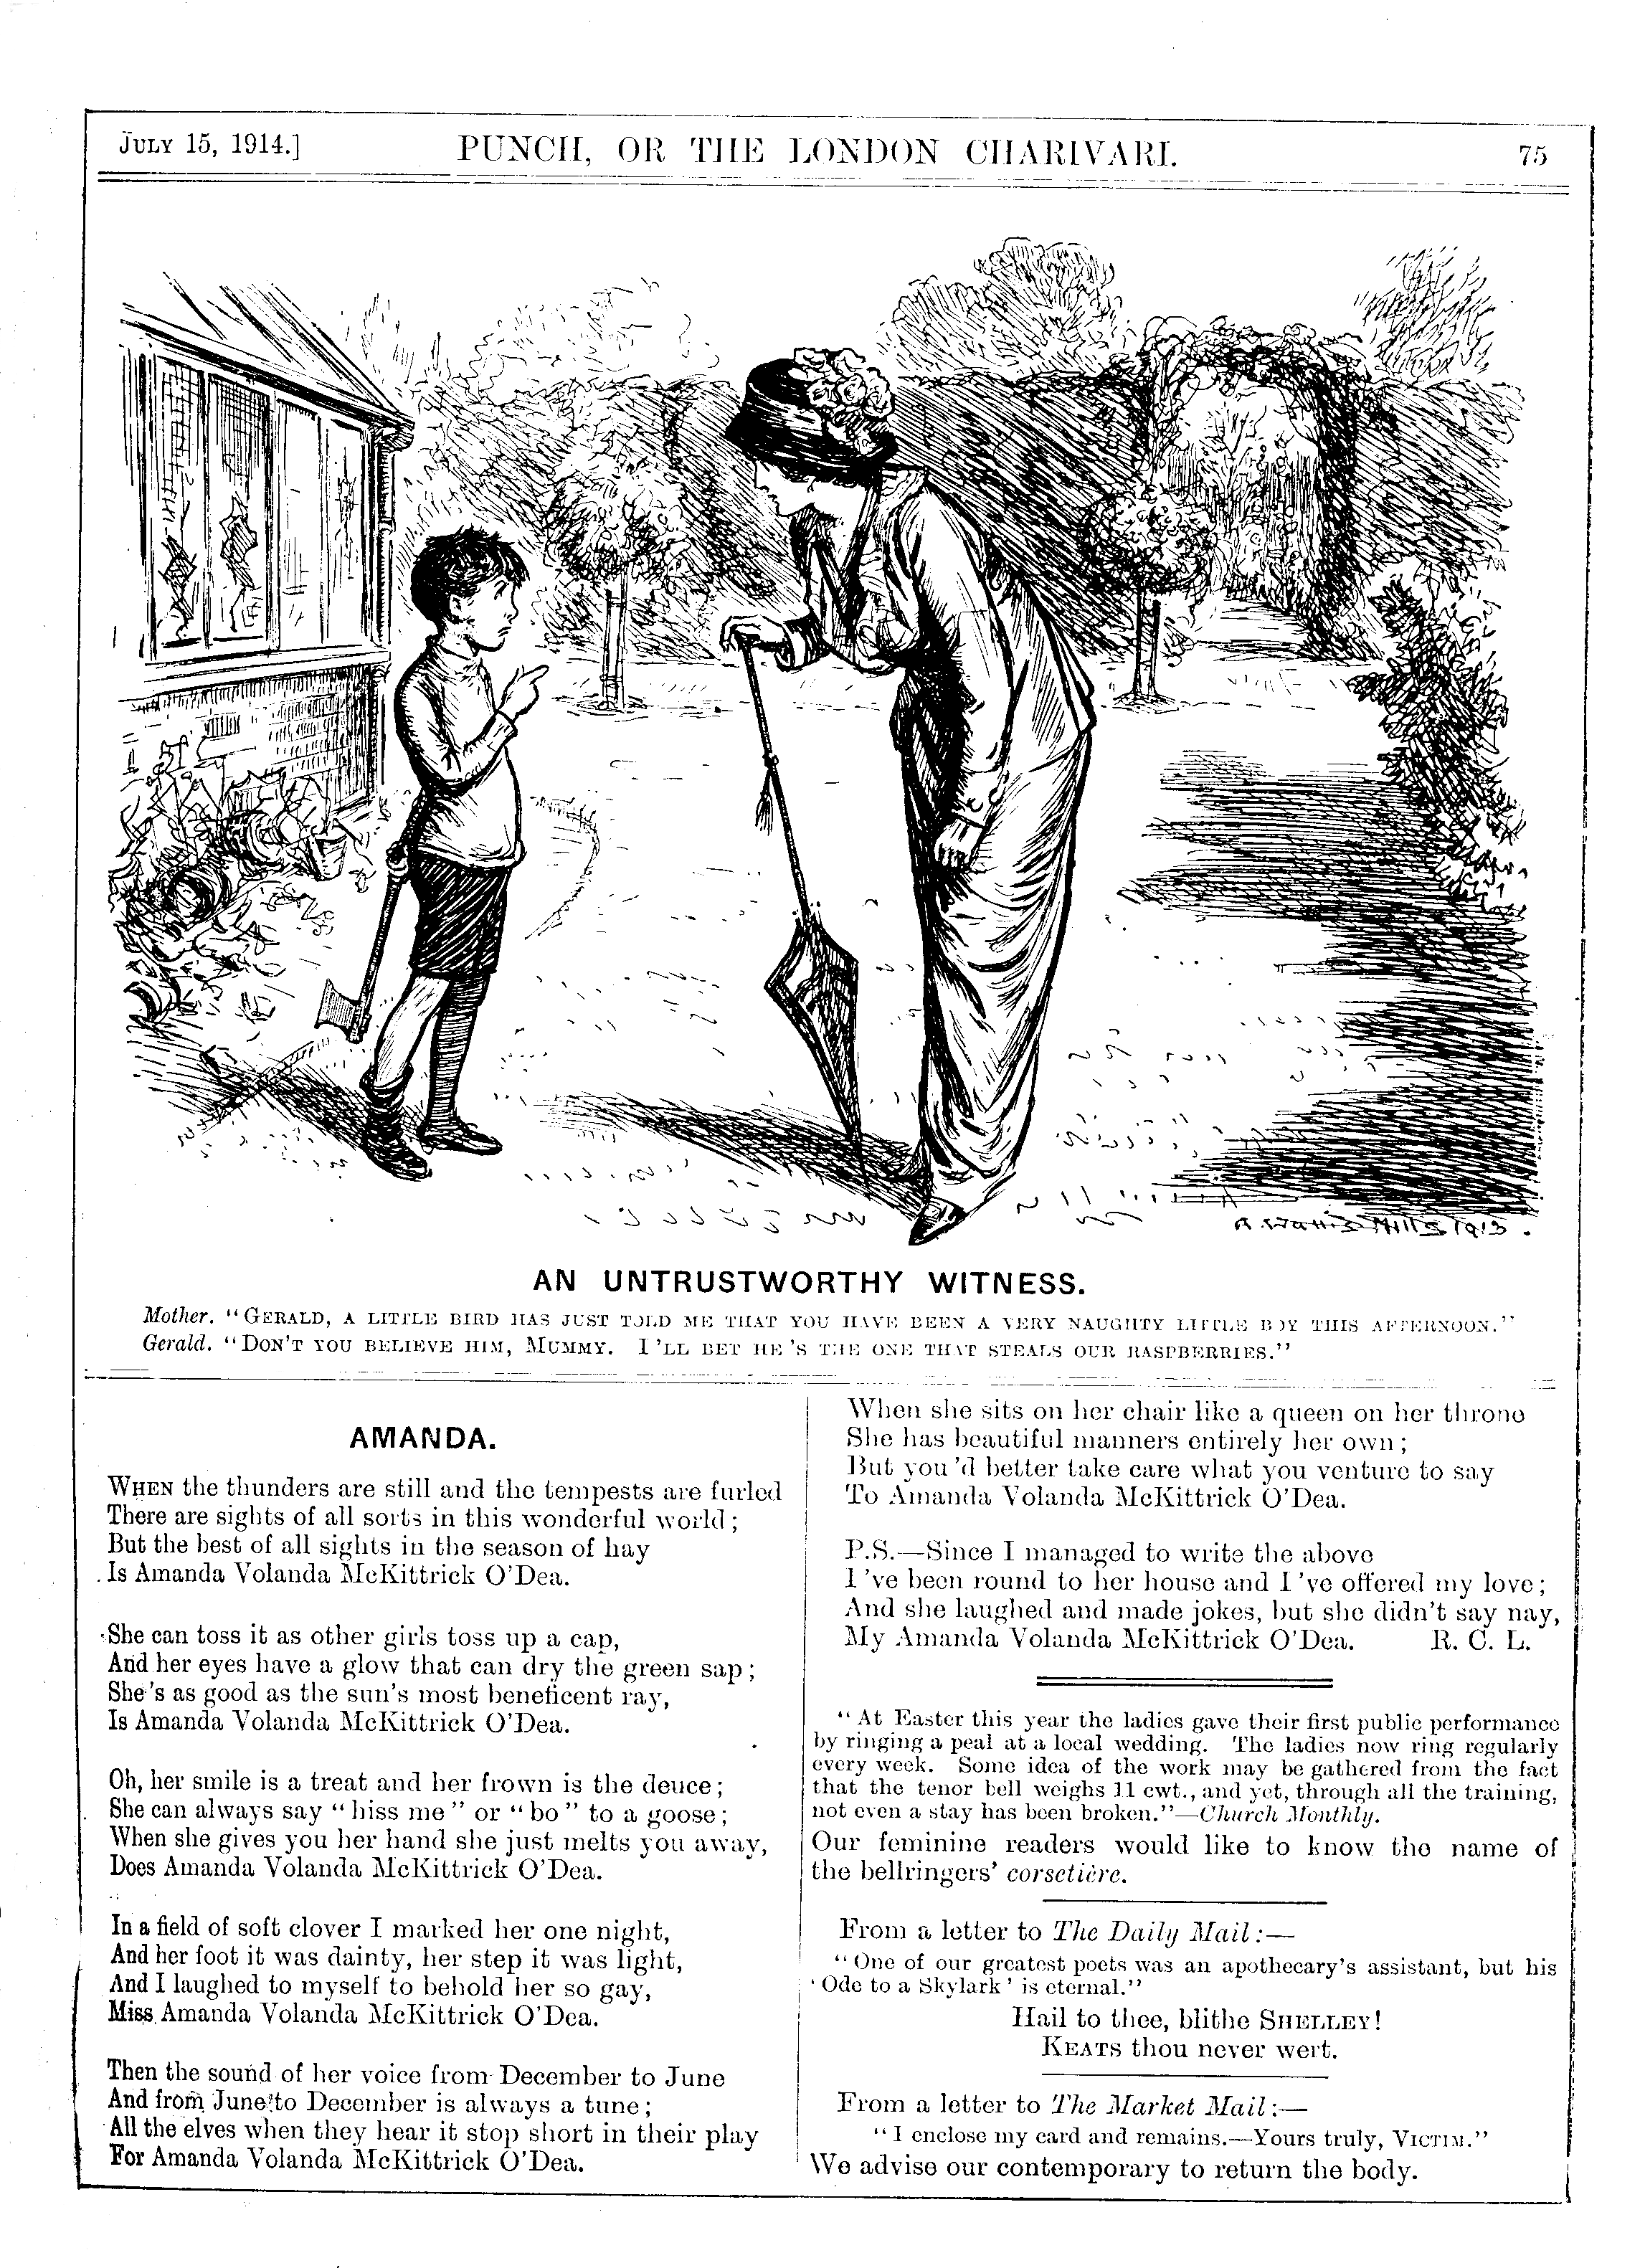 JULY 15, 1914.]
PUNCH, OR THE LONDON CHARIVARI.
75
AN UNTRUSTWORTHY WITNESS.
Mother. "GERALD, A LITTLE BIRD HAS JUST TOLD ME THAT YOU HAVE BEEN A VERY NAUGHTY LITTLE BOY THIS AFTERNOON."
Gerald. "DON'T YOU BELIEVE HIM, MUMMY. I'LL BET HE'S THE ONE THAT STEALS OUR RASPBERRIES."
AMANDA.
WHEN the thunders are still and the tempests are furled
There are sights of all sorts in this wonderful world;
But the best of all sights in the season of hay
Is Amanda Volanda McKittrick O'Dea.
She can toss it as other girls toss up a cap,
And her eyes have a glow that can dry the green sap;
She's as good as the sun's most beneficent ray,
Is Amanda Volanda McKittrick O'Dea.
Oh, her smile is a treat and her frown is the deuce;
She can always say "hiss me" or "bo" to a goose;
When she gives you her hand she just melts you away,
Does Amanda Volanda McKittrick O'Dea.
In a field of soft clover I marked her one night,
And her foot it was dainty, her step it was light,
And I laughed to myself to behold her so gay,
Miss Amanda Volanda McKittrick O'Dea.
Then the sound of her voice from December to June
And from June to December is always a tune;
All the elves when they hear it stop short in their play
For Amanda Volanda McKittrick O'Dea.
When she sits on her chair like a queen on her throne
She has beautiful manners entirely her own;
But you'd better take care what you venture to say
To Amanda Volanda McKittrick O'Dea.
P.S.—Since I managed to write the above
I've been round to her house and I've offered my love;
And she laughed and made jokes, but she didn't say nay,
My Amanda Volanda McKittrick O'Dea. R. C. L.
"At Easter this year the ladies gave their first public performance
by ringing a peal at a local wedding. The ladies now ring regularly
every week. Some idea of the work may be gathered from the fact
that the tenor bell weighs 11 cwt., and yet, through all the training,
not even a stay has been broken."—Church Monthly.
Our feminine readers would like to know the name of
the bellringers' corsetière.
From a letter to The Daily Mail:—
"One of our greatest poets was an apothecary's assistant, but his
'Ode to a Skylark' is eternal."
Hail to thee, blithe SHELLEY!
KEATS thou never wert.
From a letter to The Market Mail:—
"I enclose my card and remains.—Yours truly, VICTIM."
We advise our contemporary to return the body.